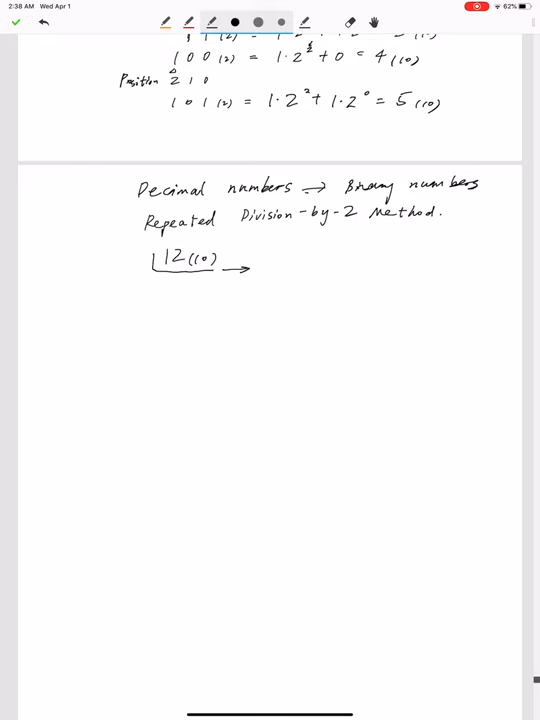 2:38 AM Wed Apr 1
62%
1 0 0 (2) = 1 · 2² + 0 = 4 (10)
Position 2 1 0
1 0 1 (2) = 1 · 2² + 1 · 2⁰ = 5 (10)
Decimal numbers → Binary numbers
Repeated Division-by-2 Method.
12 (10) →